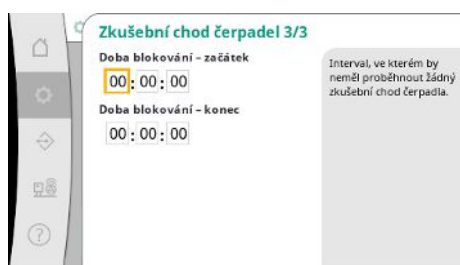 Zkušební chod čerpadel 3/3
Doba blokování – začátek
00:00:00
Doba blokování – konec
00:00:00
Interval, ve kterém by
neměl proběhnout žádný
zkušební chod čerpadla.
?